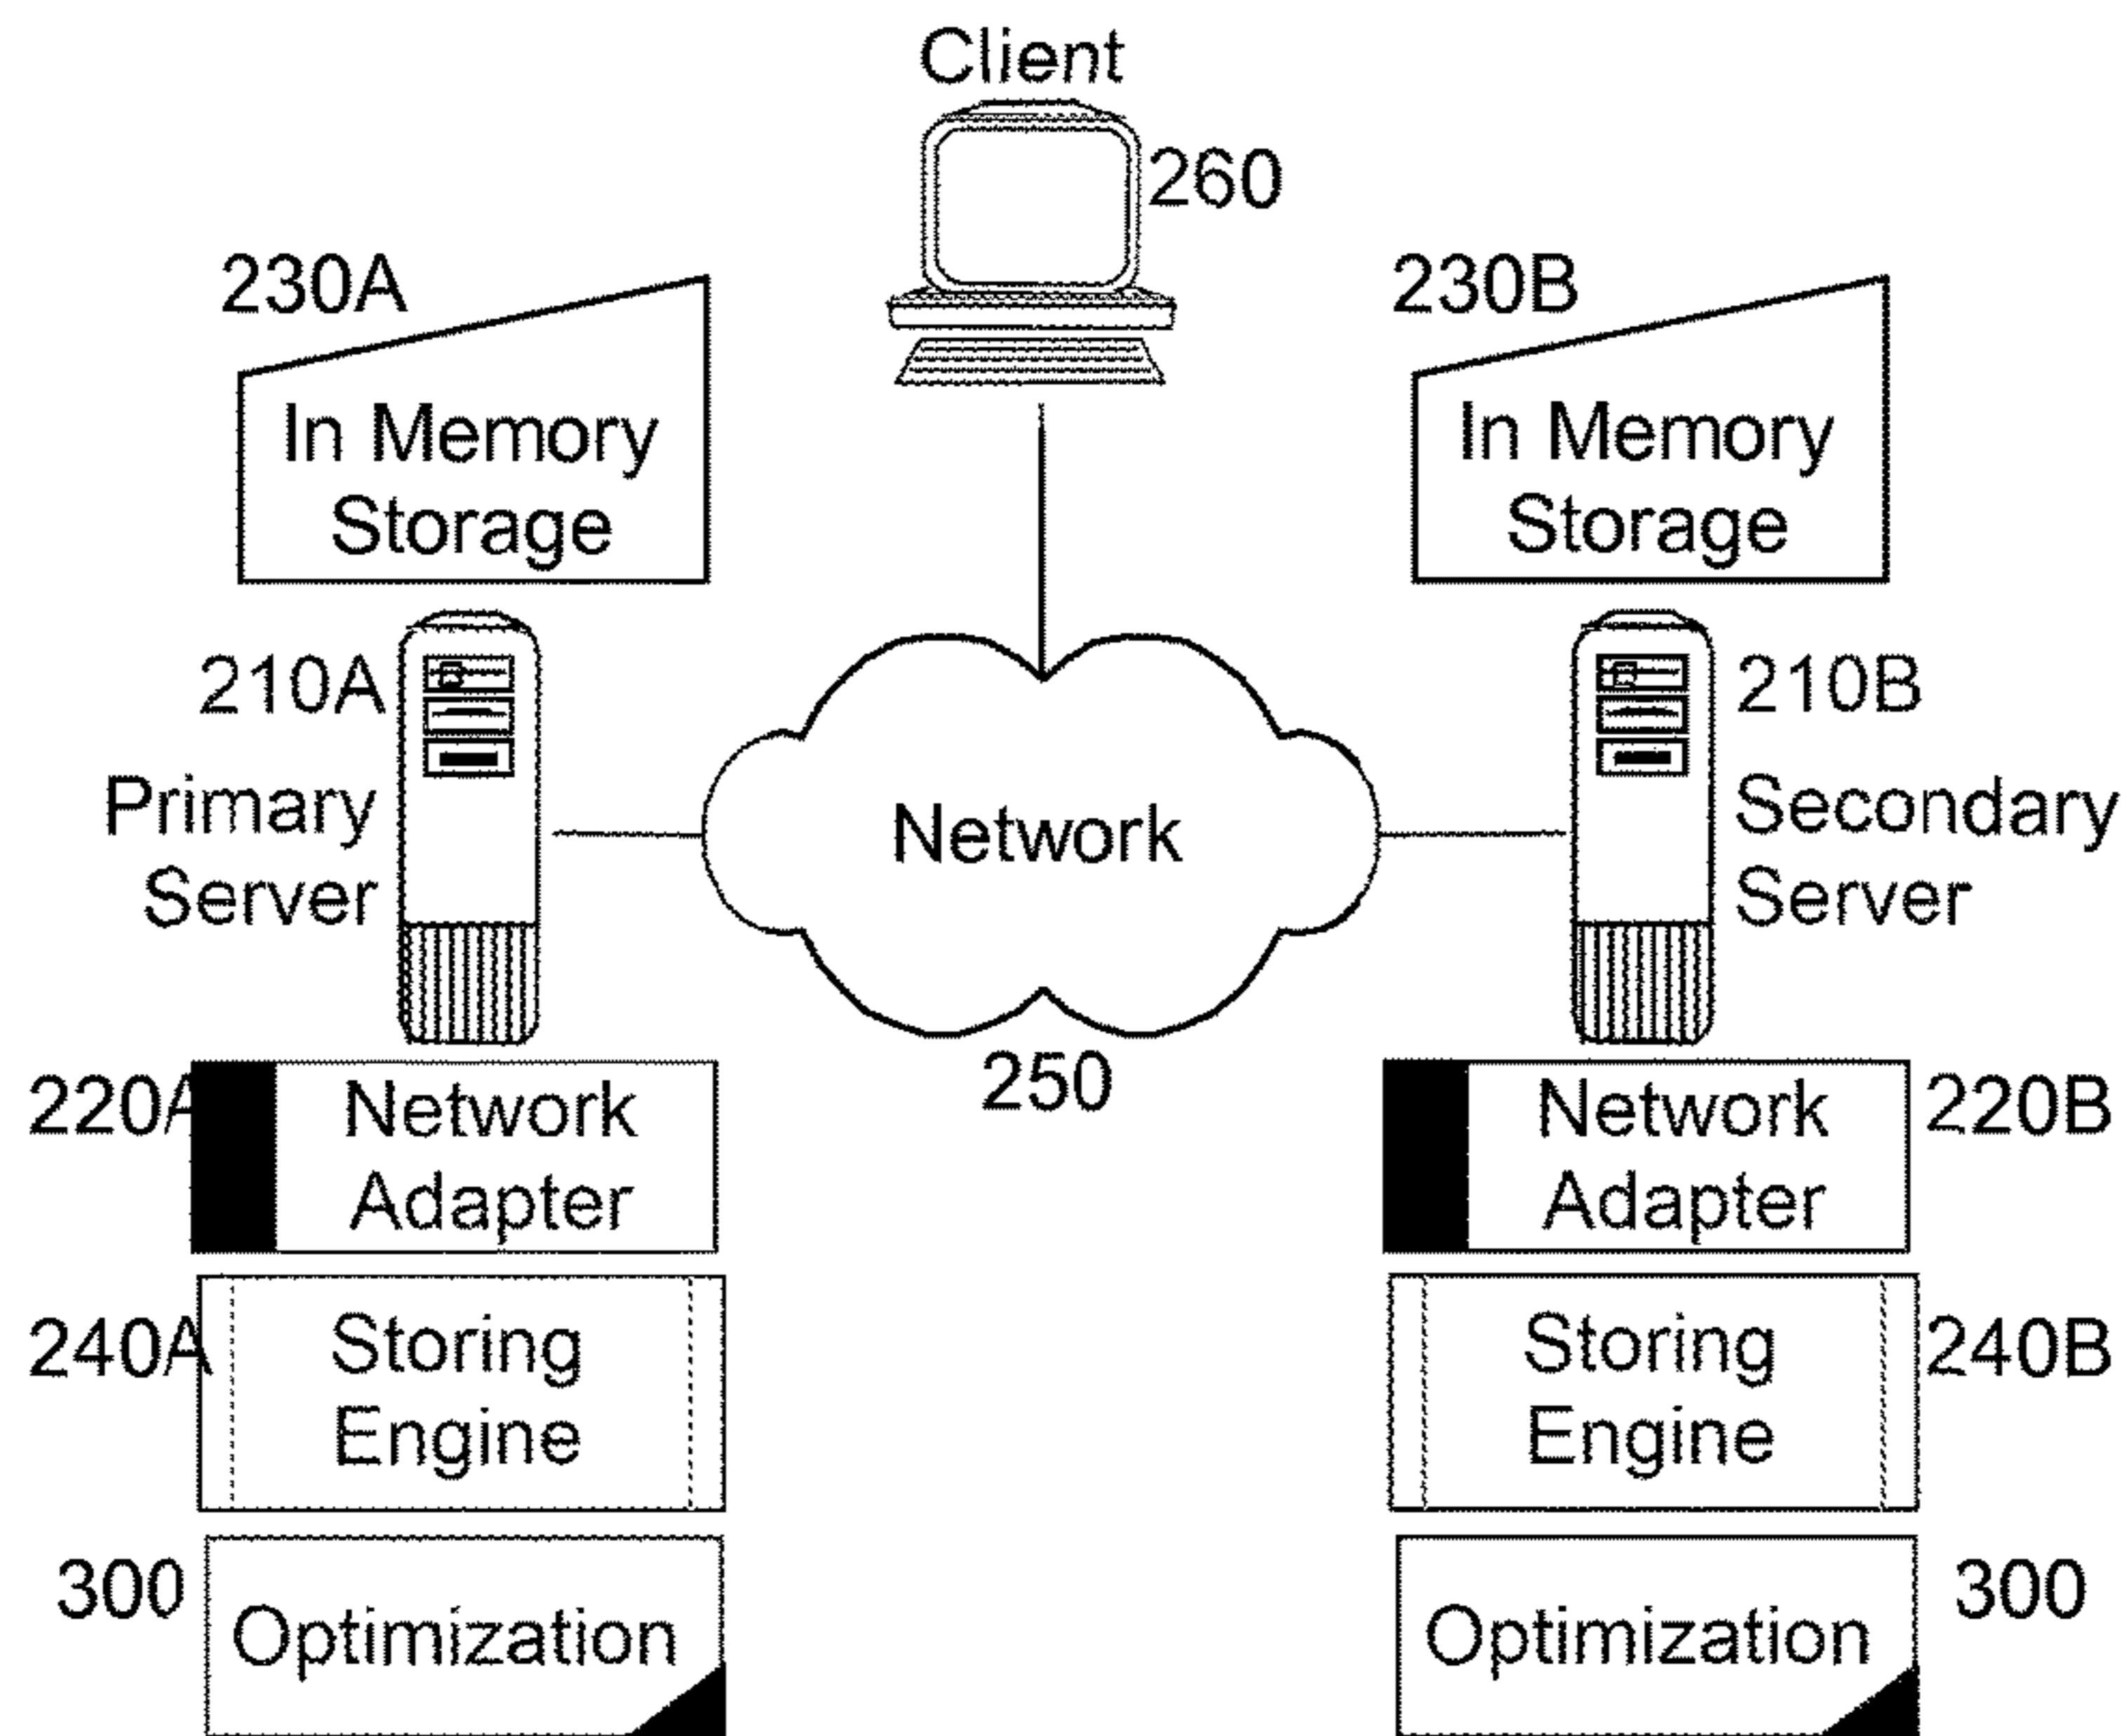 Client
260
230A
In Memory
Storage
230B
In Memory
Storage
210A
Primary
Server
Network
250
210B
Secondary
Server
220A
Network
Adapter
Network
Adapter
220B
240A
Storing
Engine
Storing
Engine
240B
300
Optimization
Optimization
300